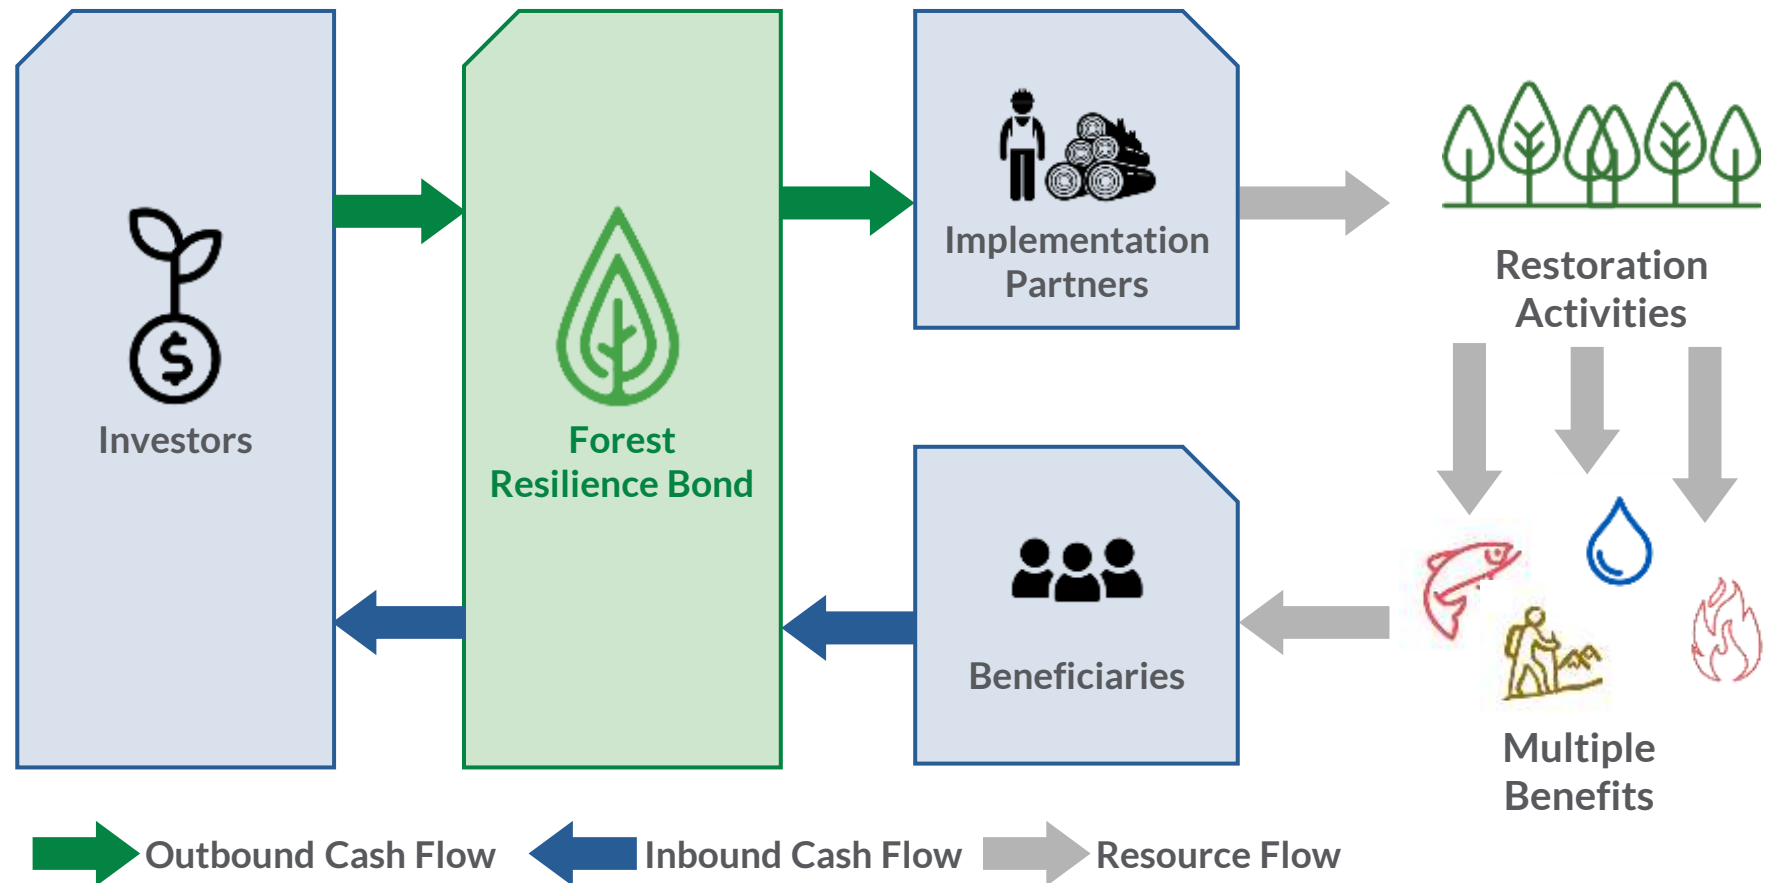 Investors
Forest
Resilience Bond
Implementation
Partners
Restoration
Activities
Beneficiaries
Multiple
Benefits
Outbound Cash Flow
Inbound Cash Flow
Resource Flow